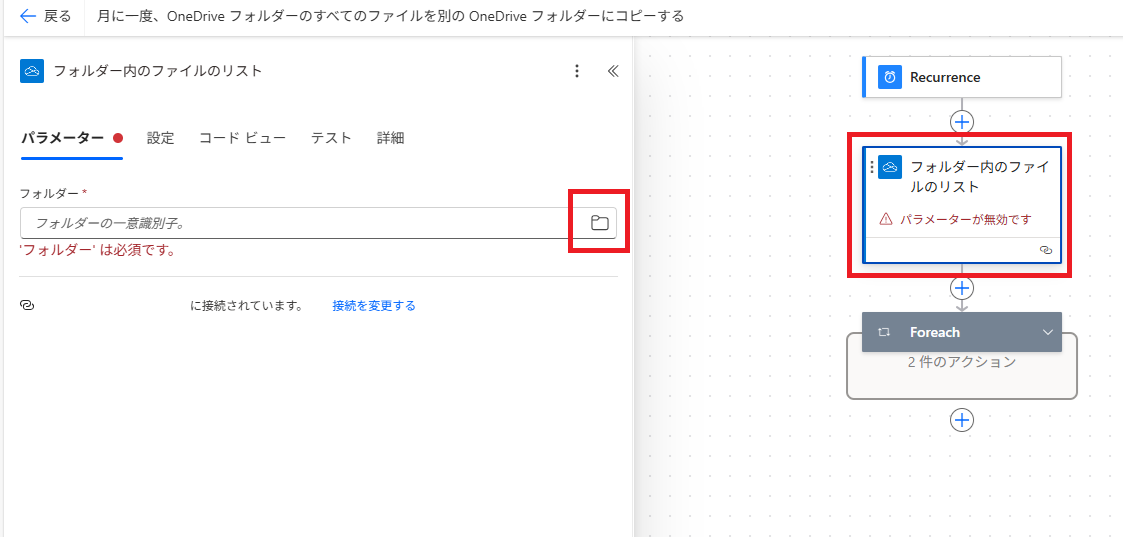 戻る
月に一度、OneDrive フォルダーのすべてのファイルを別の OneDrive フォルダーにコピーする
フォルダー内のファイルのリスト
パラメーター
設定
コード ビュー
テスト
詳細
フォルダー *
フォルダーの一意識別子。
'フォルダー' は必須です。
に接続されています。
接続を変更する
Recurrence
フォルダー内のファイ
ルのリスト
パラメーターが無効です
Foreach
2 件のアクション